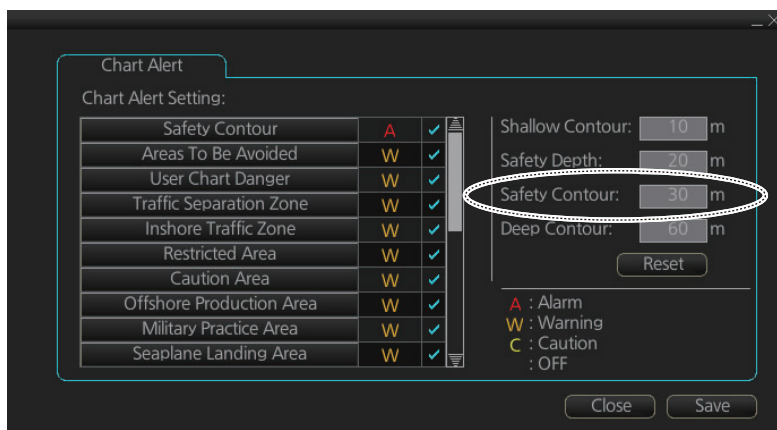 Chart Alert
Chart Alert Setting:
Safety Contour A
Areas To Be Avoided W
User Chart Danger W
Traffic Separation Zone W
Inshore Traffic Zone W
Restricted Area W
Caution Area W
Offshore Production Area W
Military Practice Area W
Seaplane Landing Area W
Shallow Contour: 10 m
Safety Depth: 20 m
Safety Contour: 30 m
Deep Contour: 60 m
Reset
A : Alarm
W : Warning
C : Caution
: OFF
Close Save